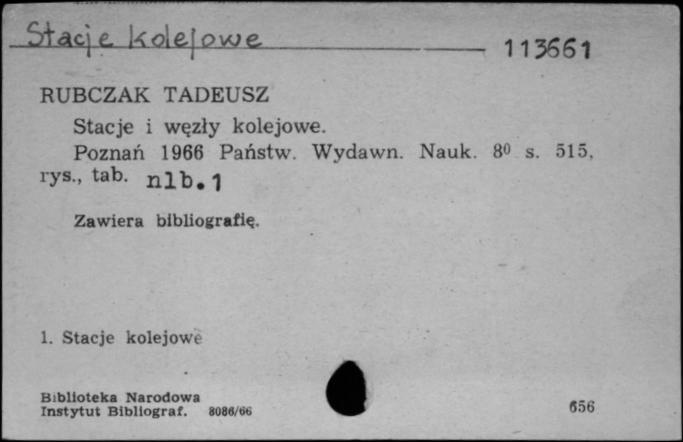 Stacje kolejowe 113661
RUBCZAK TADEUSZ
Stacje i węzły kolejowe.
Poznań 1966 Państw. Wydawn. Nauk. 8⁰ s. 515,
rys., tab. nlb.1
Zawiera bibliografię.
1. Stacje kolejowe
Biblioteka Narodowa
Instytut Bibliograf. 8086/66 656